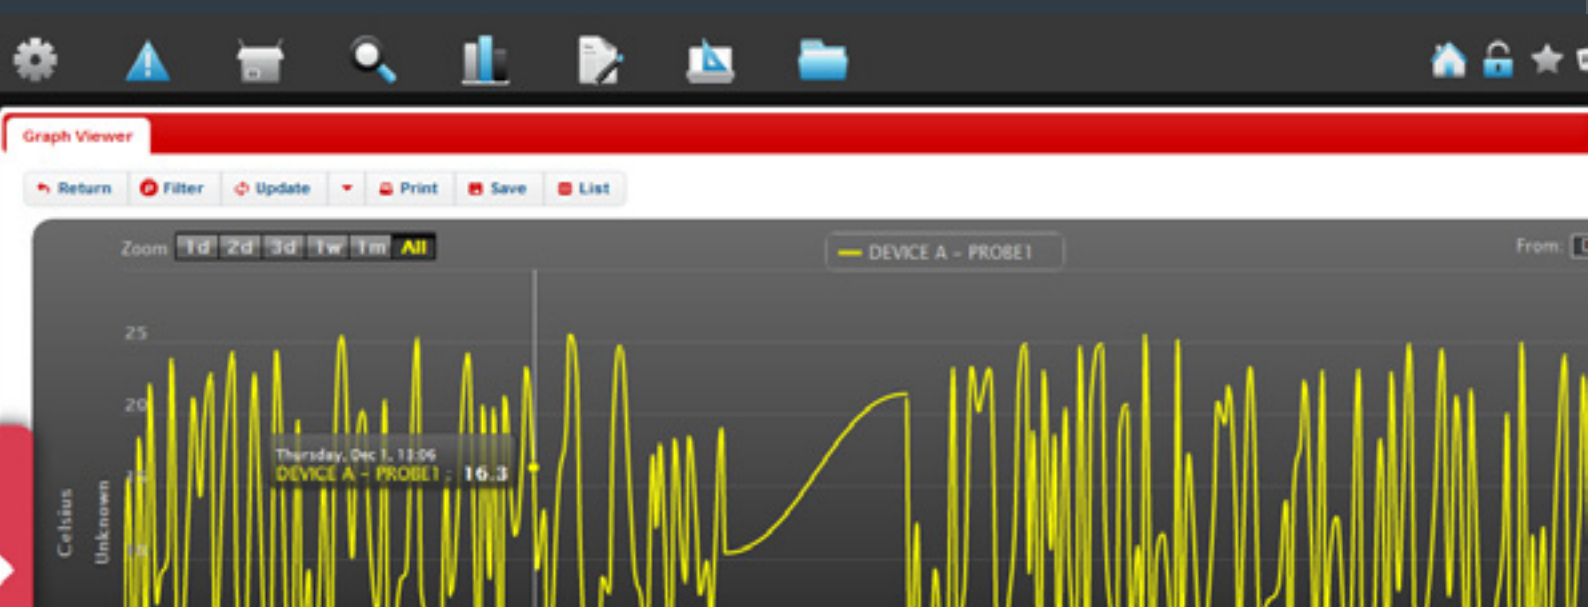 Graph Viewer
Return Filter Update Print Save List
Zoom 1d 2d 3d 1w 1m All
DEVICE A - PROBE1
From:
25
20
Thursday, Dec 1, 13:06
DEVICE A - PROBE1 : 16.3
Celsius
Unknown